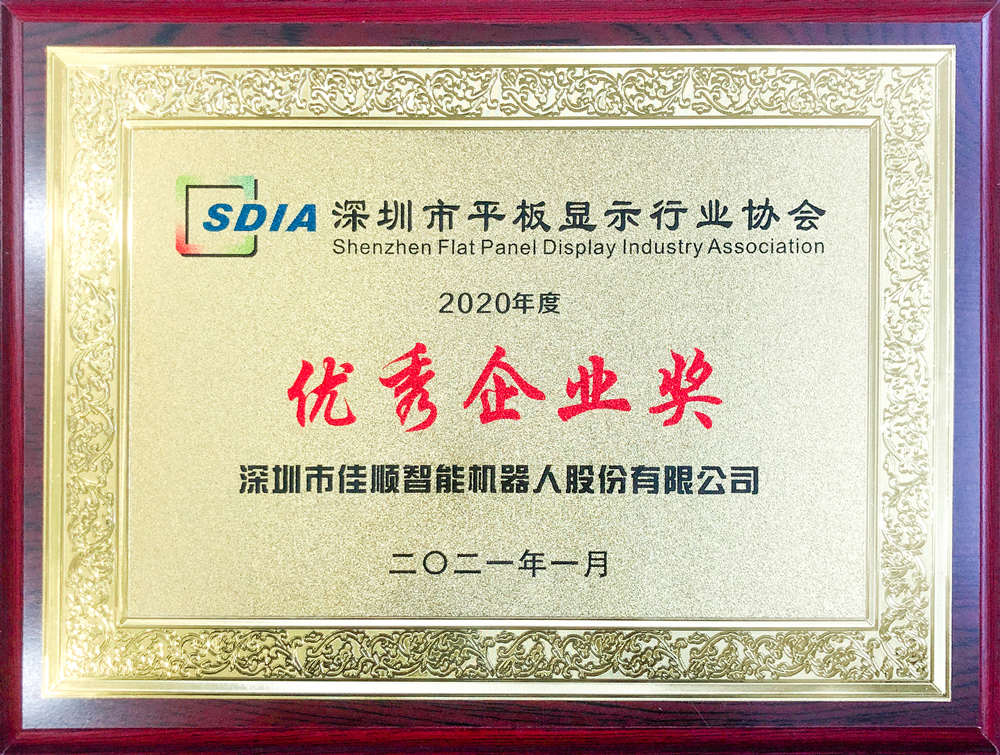 SDIA 深圳市平板显示行业协会
Shenzhen Flat Panel Display Industry Association
2020年度
优秀企业奖
深圳市佳顺智能机器人股份有限公司
二〇二一年一月